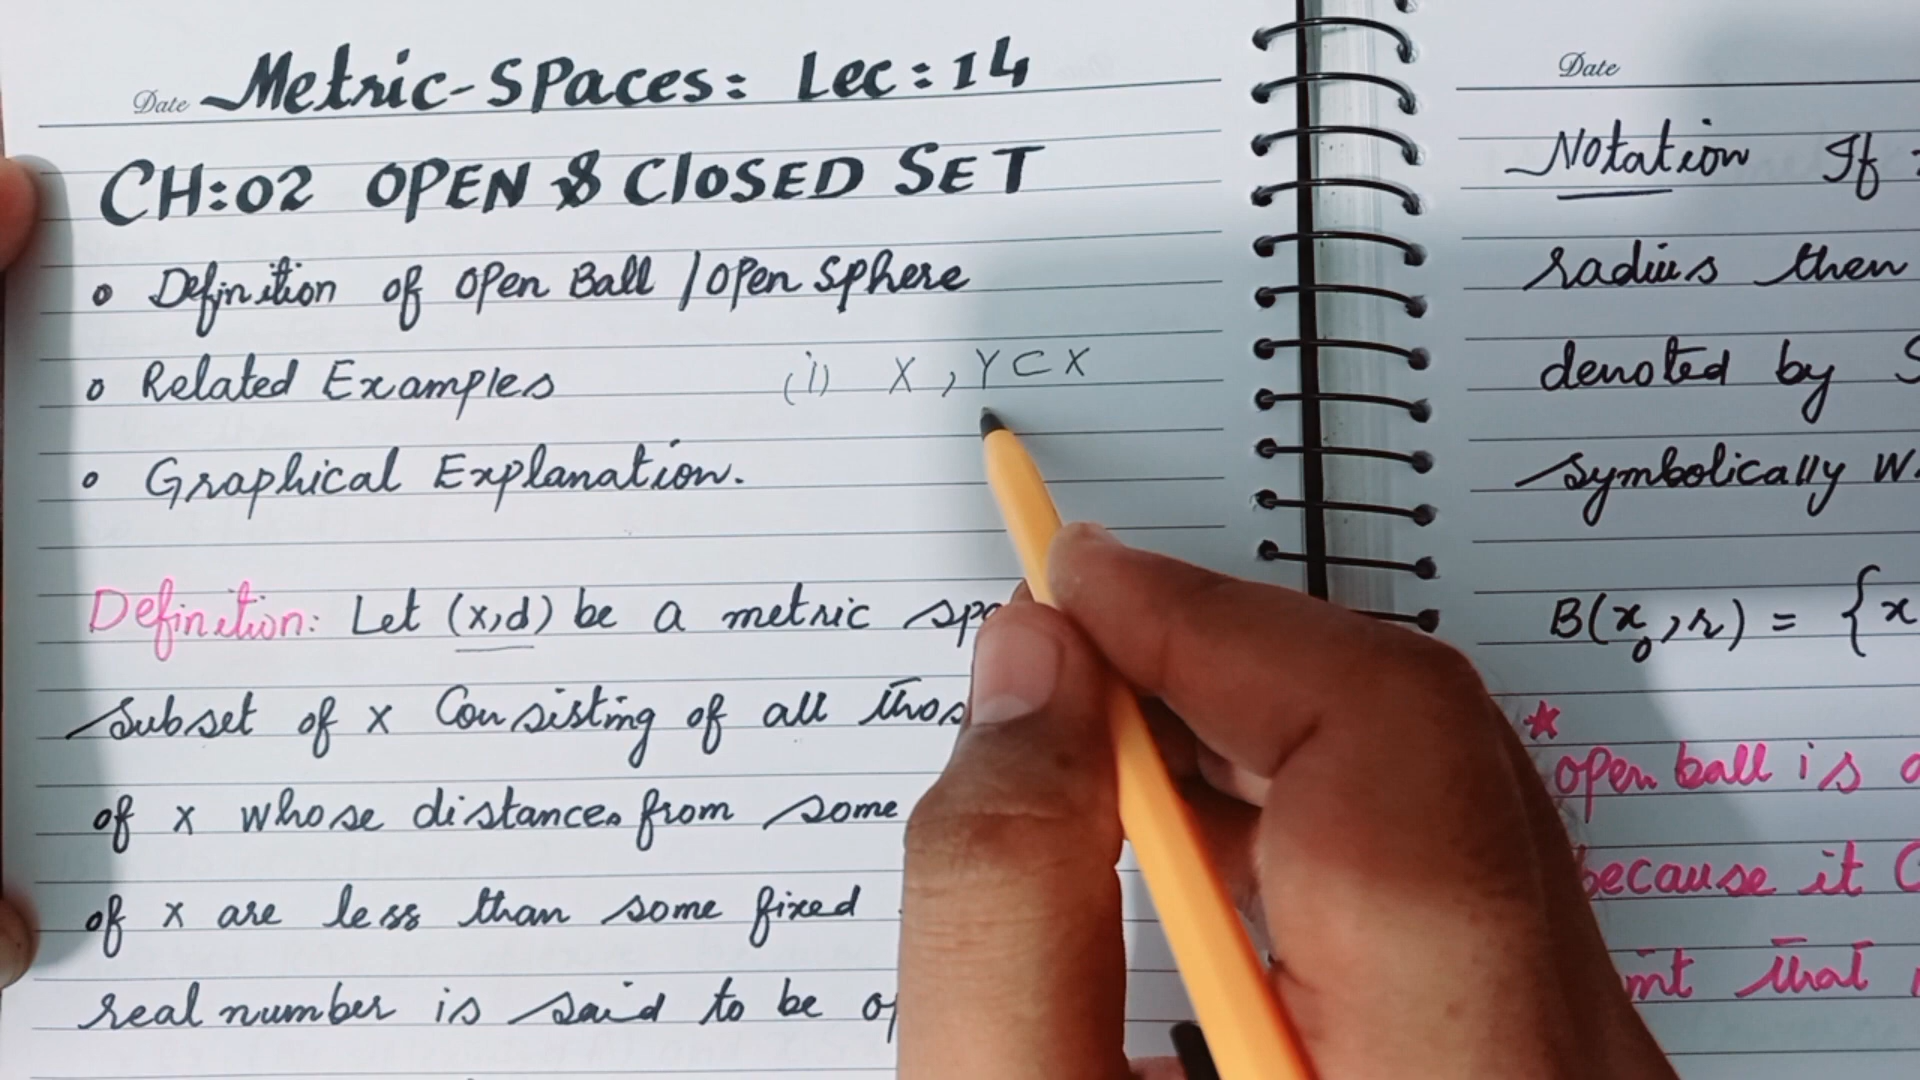 Date Metric-Spaces: Lec:14
CH:02 OPEN & ClOSED SET
Definition of open Ball / open sphere
Related Examples (i) X, Y⊂X
Graphical Explanation.
Definition: Let (x,d) be a metric
subset of x Consisting of all
of x whose distances from some
of x are less than some fixed
real number is said to be
Date
Notation If
radius then
denoted by S
symbolically
B(x₀,r) = {x
★
open ball is
because it
that